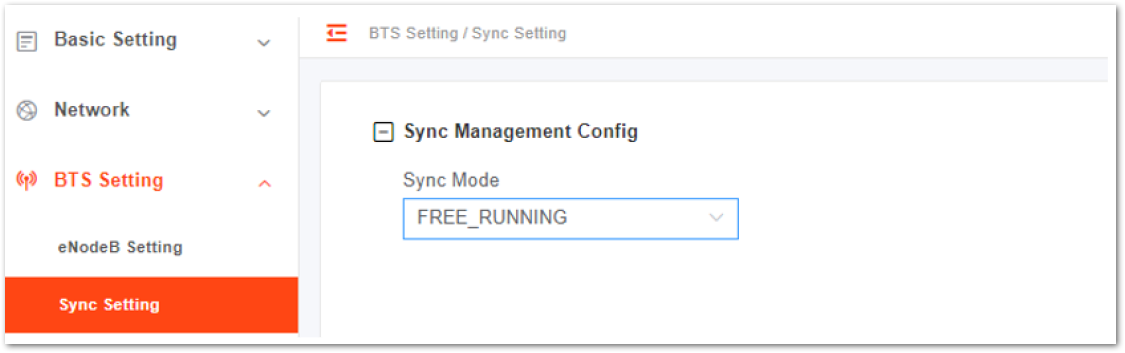 Basic Setting
Network
BTS Setting
eNodeB Setting
Sync Setting
BTS Setting / Sync Setting
Sync Management Config
Sync Mode
FREE_RUNNING